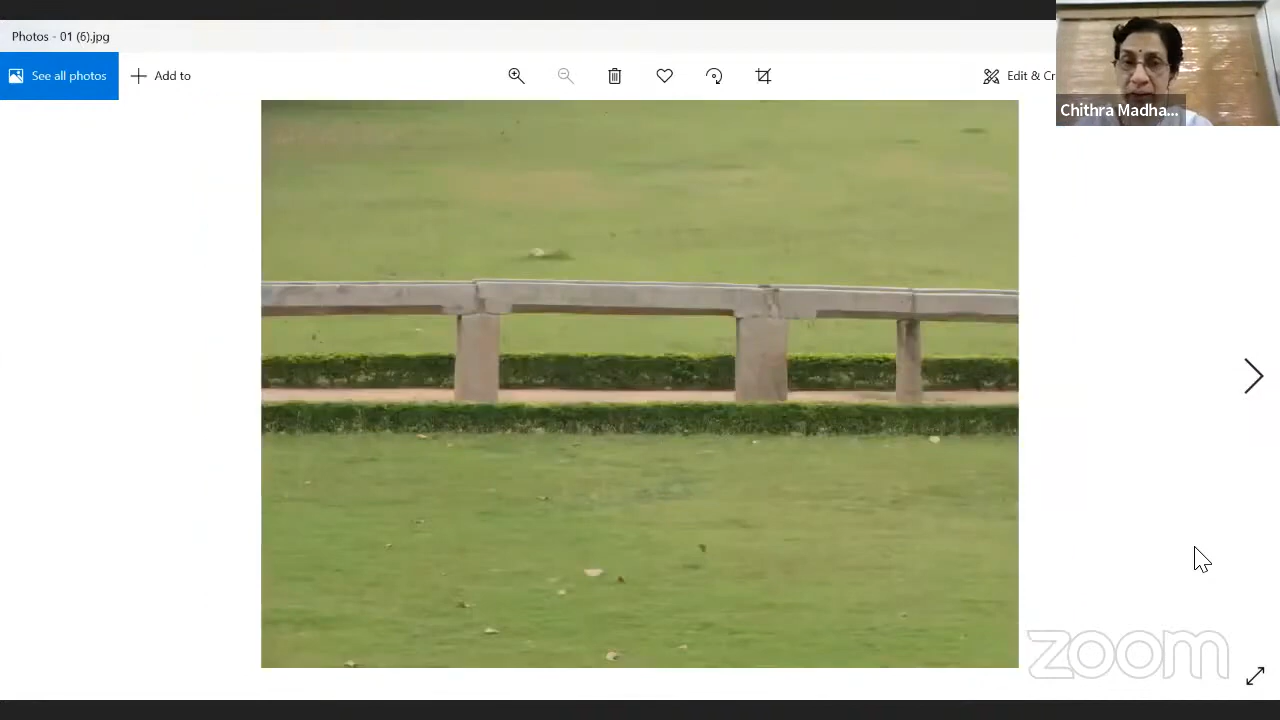 Photos - 01 (6).jpg
See all photos
Add to
Edit & Cr
Chithra Madha...
zoom